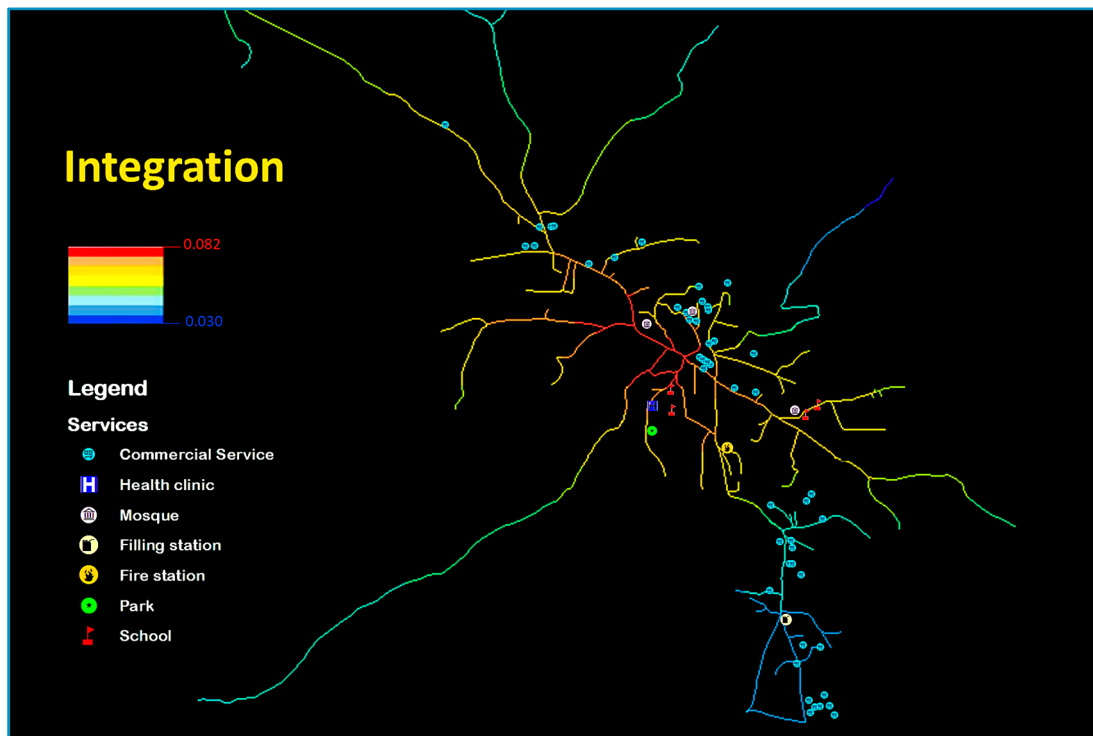 Integration
0.082
0.030
Legend
Services
Commercial Service
H Health clinic
Mosque
Filling station
Fire station
Park
School
H